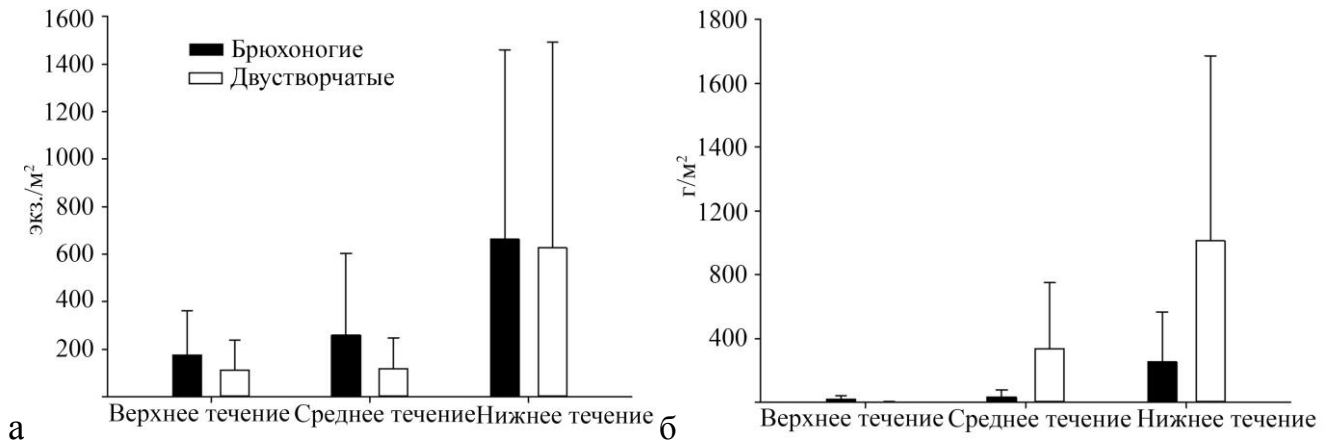 1600
1400
1200
1000
800
600
400
200
экз./м²
Брюхоногие
Двустворчатые
Верхнее течение Среднее течение Нижнее течение
а
1800
1600
1400
1200
800
400
г/м²
Верхнее течение Среднее течение Нижнее течение
б